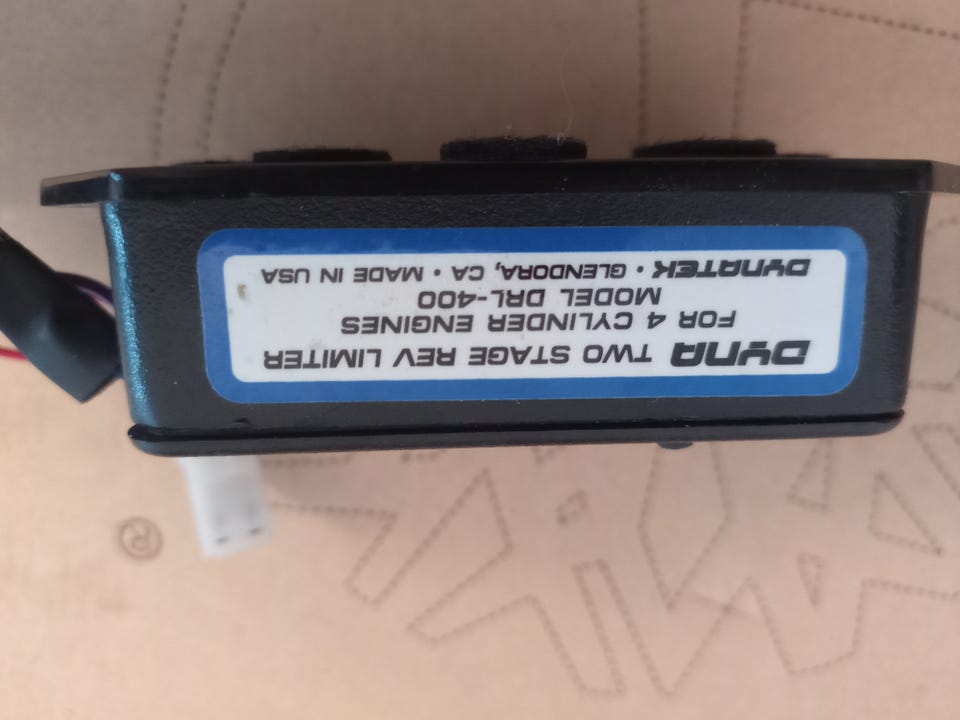 DYNA TWO STAGE REV LIMITER
FOR 4 CYLINDER ENGINES
MODEL DRL-400
DYNATEK • GLENDORA, CA • MADE IN USA
®